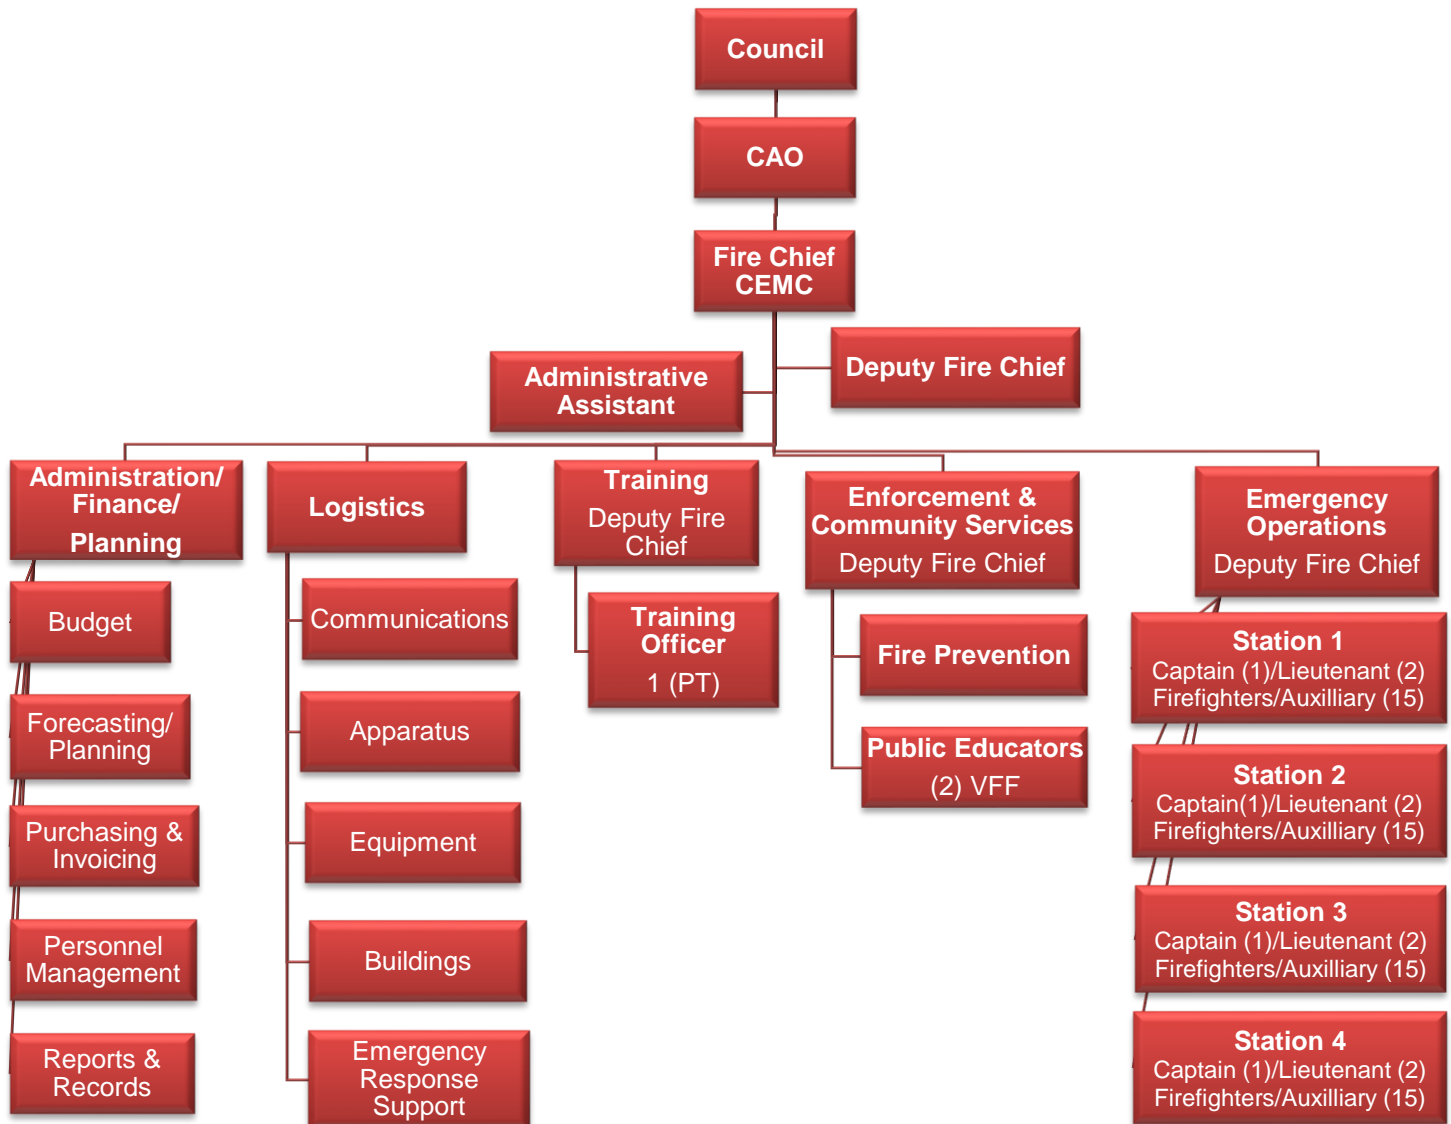 Council
CAO
Fire Chief
CEMC
Administrative
Assistant
Deputy Fire Chief
Administration/
Finance/
Planning
Budget
Forecasting/
Planning
Purchasing &
Invoicing
Personnel
Management
Reports &
Records
Logistics
Communications
Apparatus
Equipment
Buildings
Emergency
Response
Support
Training
Deputy Fire
Chief
Training
Officer
1 (PT)
Enforcement &
Community Services
Deputy Fire Chief
Fire Prevention
Public Educators
(2) VFF
Emergency
Operations
Deputy Fire Chief
Station 1
Captain (1)/Lieutenant (2)
Firefighters/Auxilliary (15)
Station 2
Captain(1)/Lieutenant (2)
Firefighters/Auxilliary (15)
Station 3
Captain (1)/Lieutenant (2)
Firefighters/Auxilliary (15)
Station 4
Captain (1)/Lieutenant (2)
Firefighters/Auxilliary (15)